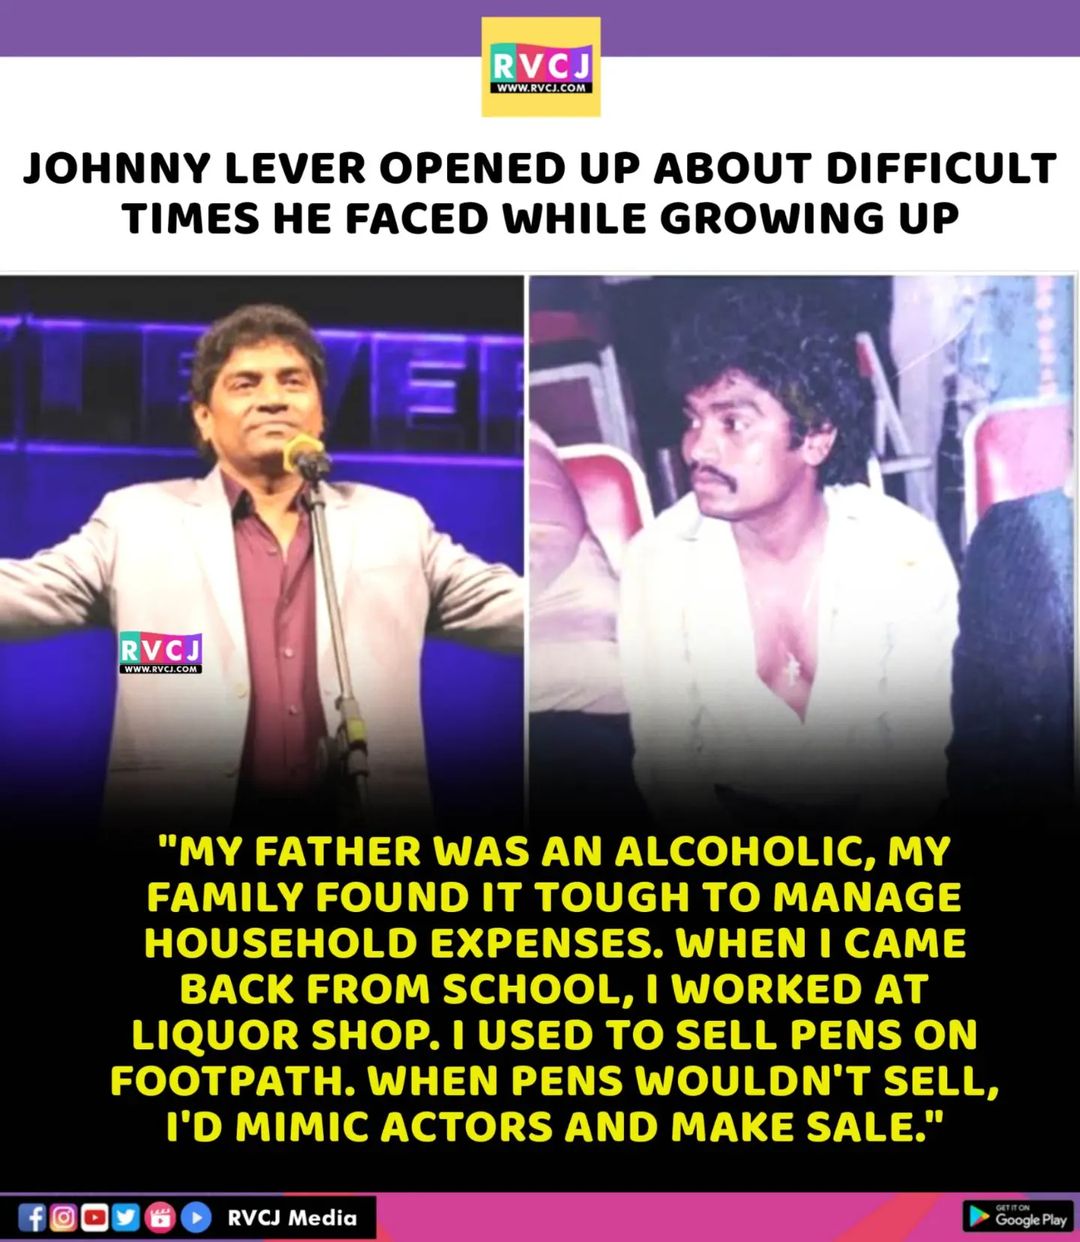 RVCJ
WWW.RVCJ.COM
JOHNNY LEVER OPENED UP ABOUT DIFFICULT
TIMES HE FACED WHILE GROWING UP
LEVER
RVCJ
WWW.RVCJ.COM
"MY FATHER WAS AN ALCOHOLIC, MY
FAMILY FOUND IT TOUGH TO MANAGE
HOUSEHOLD EXPENSES. WHEN I CAME
BACK FROM SCHOOL, I WORKED AT
LIQUOR SHOP. I USED TO SELL PENS ON
FOOTPATH. WHEN PENS WOULDN'T SELL,
I'D MIMIC ACTORS AND MAKE SALE."
RVCJ Media
GET IT ON
Google Play